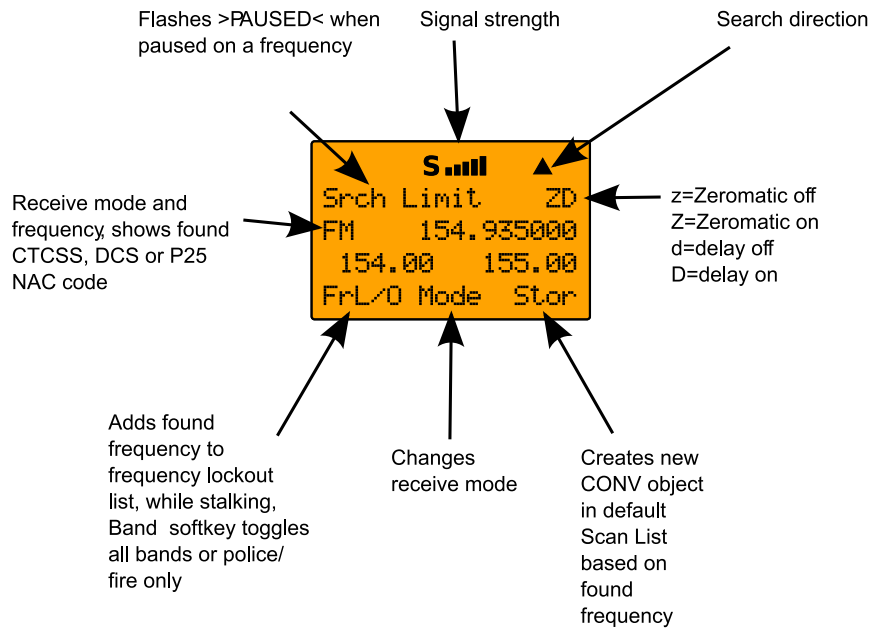 Flashes >PAUSED< when
paused on a frequency
Signal strength
Search direction
S
Srch Limit ZD
FM 154.935000
154.00 155.00
FrL/O Mode Stor
Receive mode and
frequency, shows found
CTCSS, DCS or P25
NAC code
z=Zeromatic off
Z=Zeromatic on
d=delay off
D=delay on
Adds found
frequency to
frequency lockout
list, while stalking,
Band softkey toggles
all bands or police/
fire only
Changes
receive mode
Creates new
CONV object
in default
Scan List
based on
found
frequency